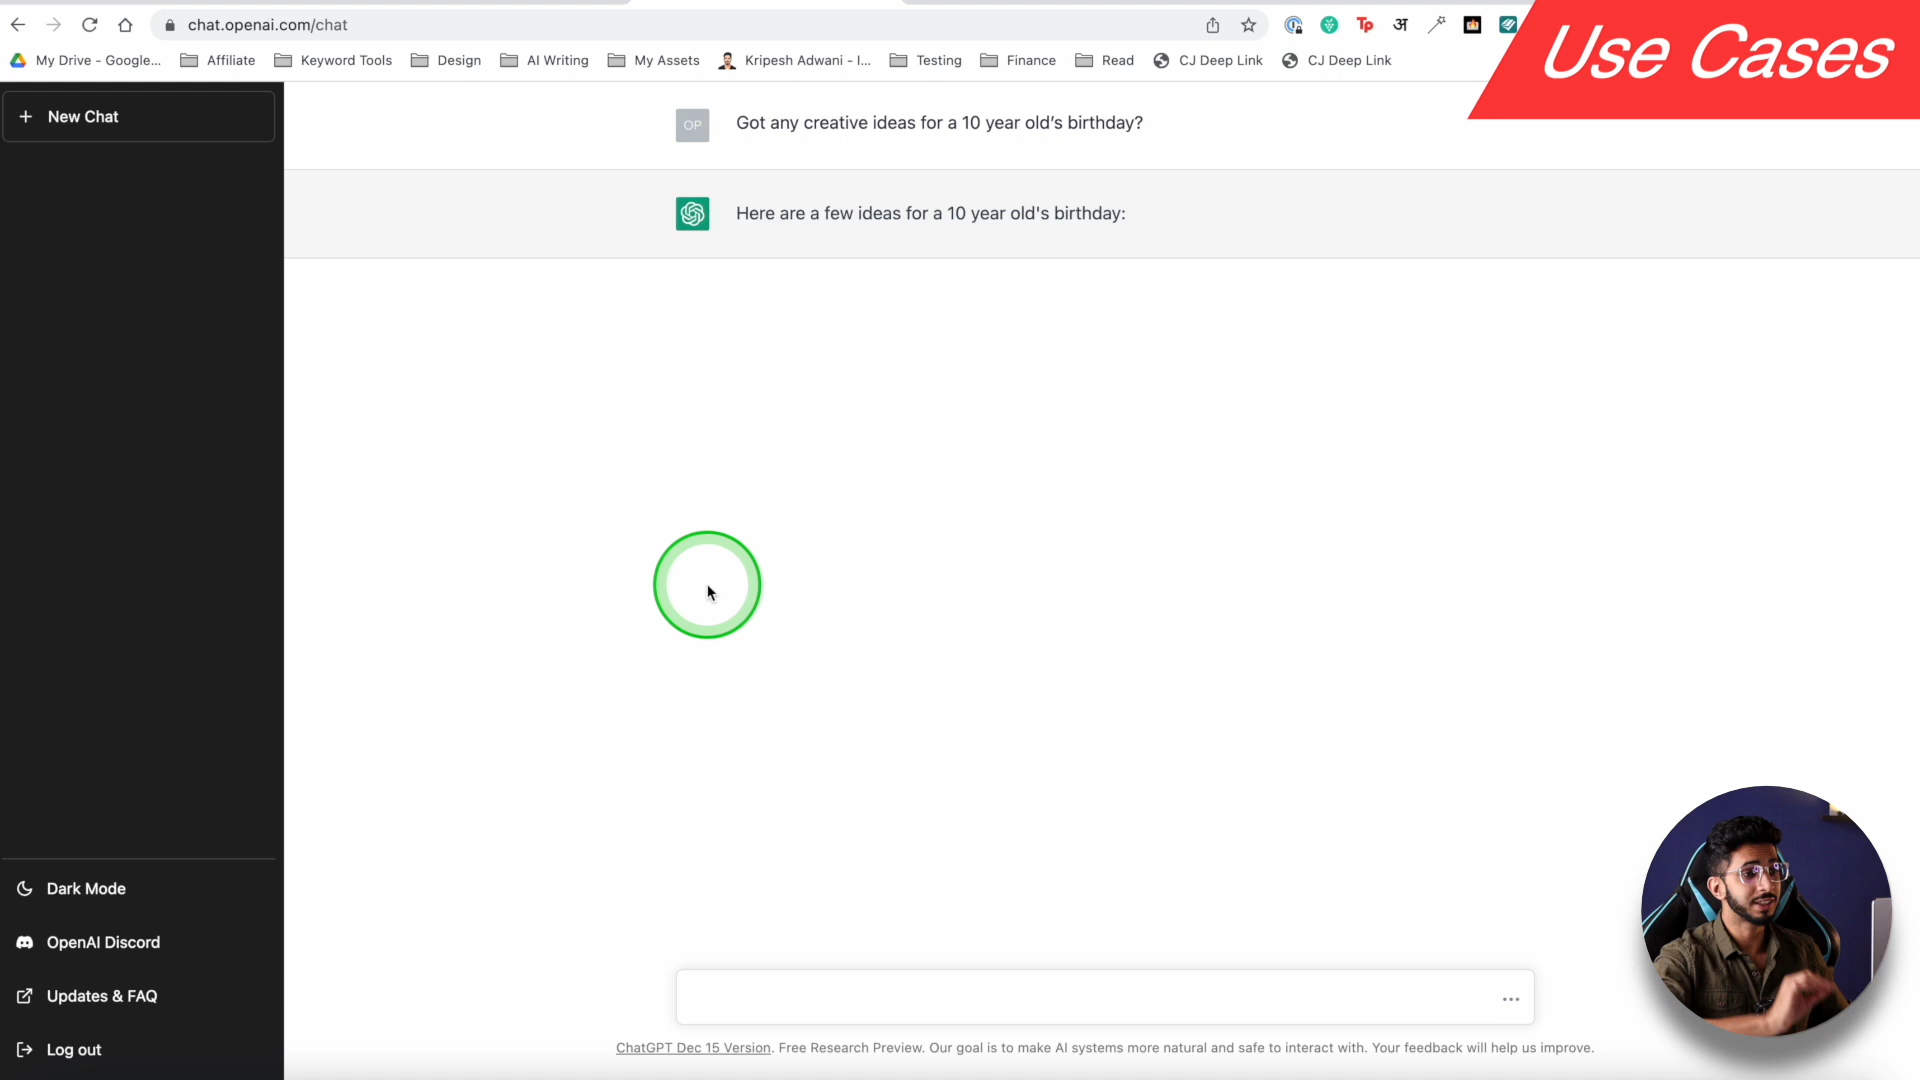 chat.openai.com/chat
Tp
अ
Use Cases
My Drive - Google...
Affiliate
Keyword Tools
Design
AI Writing
My Assets
Kripesh Adwani - I...
Testing
Finance
Read
CJ Deep Link
CJ Deep Link
+ New Chat
OP
Got any creative ideas for a 10 year old’s birthday?
Here are a few ideas for a 10 year old's birthday:
Dark Mode
OpenAI Discord
Updates & FAQ
Log out
...
ChatGPT Dec 15 Version. Free Research Preview. Our goal is to make AI systems more natural and safe to interact with. Your feedback will help us improve.